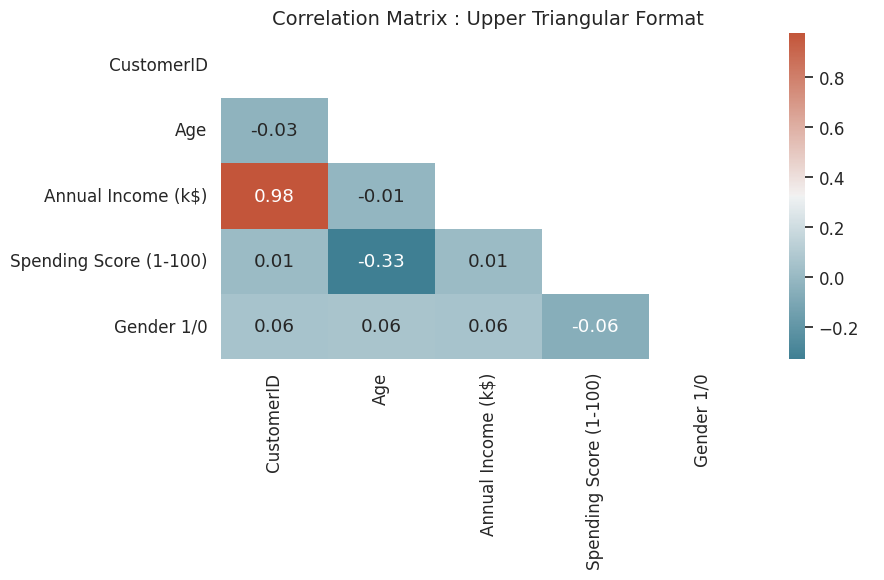 Correlation Matrix : Upper Triangular Format
CustomerID
Age
-0.03
Annual Income (k$)
0.98
-0.01
Spending Score (1-100)
0.01
-0.33
0.01
Gender 1/0
0.06
0.06
0.06
-0.06
CustomerID
Age
Annual Income (k$)
Spending Score (1-100)
Gender 1/0
0.8
0.6
0.4
0.2
0.0
−0.2